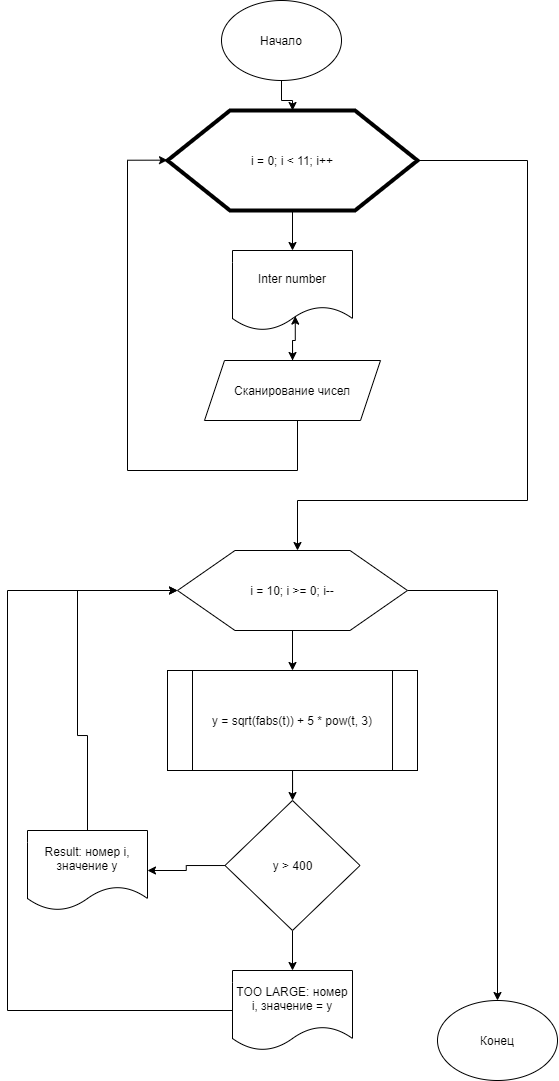 Начало
i = 0; i < 11; i++
Inter number
Сканирование чисел
i = 10; i >= 0; i--
y = sqrt(fabs(t)) + 5 * pow(t, 3)
y > 400
Result: номер i,
значение y
TOO LARGE: номер
i, значение = y
Конец